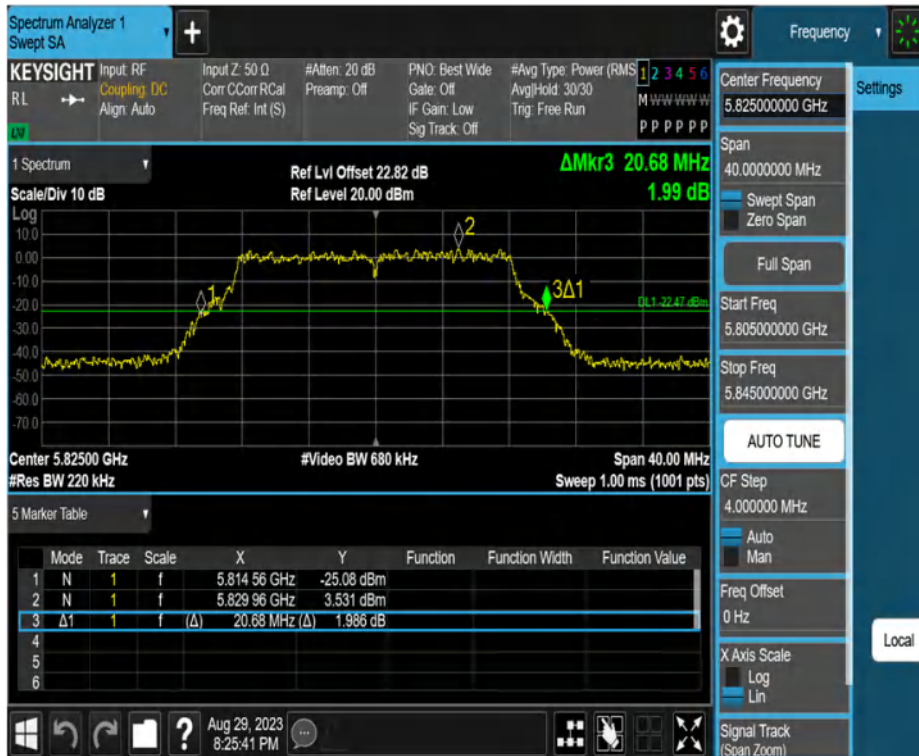 Spectrum Analyzer 1
Swept SA
Frequency
KEYSIGHT
RL
Input: RF
Coupling: DC
Align: Auto
Input Z: 50 Ω
Corr CCorr RCal
Freq Ref: Int (S)
#Atten: 20 dB
Preamp: Off
PNO: Best Wide
Gate: Off
IF Gain: Low
Sig Track: Off
#Avg Type: Power (RMS
Avg|Hold: 30/30
Trig: Free Run
1 2 3 4 5 6
M W W W W W
P P P P P P
Center Frequency
5.825000000 GHz
Settings
Span
40.0000000 MHz
Swept Span
Zero Span
Full Span
Start Freq
5.805000000 GHz
Stop Freq
5.845000000 GHz
AUTO TUNE
CF Step
4.000000 MHz
Auto
Man
Freq Offset
0 Hz
X Axis Scale
Log
Lin
Signal Track
(Span Zoom)
Local
1 Spectrum
Scale/Div 10 dB
Ref Lvl Offset 22.82 dB
Ref Level 20.00 dBm
ΔMkr3 20.68 MHz
1.99 dB
Log
10.0
0.00
-10.0
-20.0
-30.0
-40.0
-50.0
-60.0
-70.0
1
2
3Δ1
DL1 -22.47 dBm
Center 5.82500 GHz
#Video BW 680 kHz
Span 40.00 MHz
#Res BW 220 kHz
Sweep 1.00 ms (1001 pts)
5 Marker Table
Mode Trace Scale X Y Function Function Width Function Value
1 N 1 f 5.814 56 GHz -25.08 dBm
2 N 1 f 5.829 96 GHz 3.531 dBm
3 Δ1 1 f (Δ) 20.68 MHz (Δ) 1.986 dB
4
5
6
?
Aug 29, 2023
8:25:41 PM